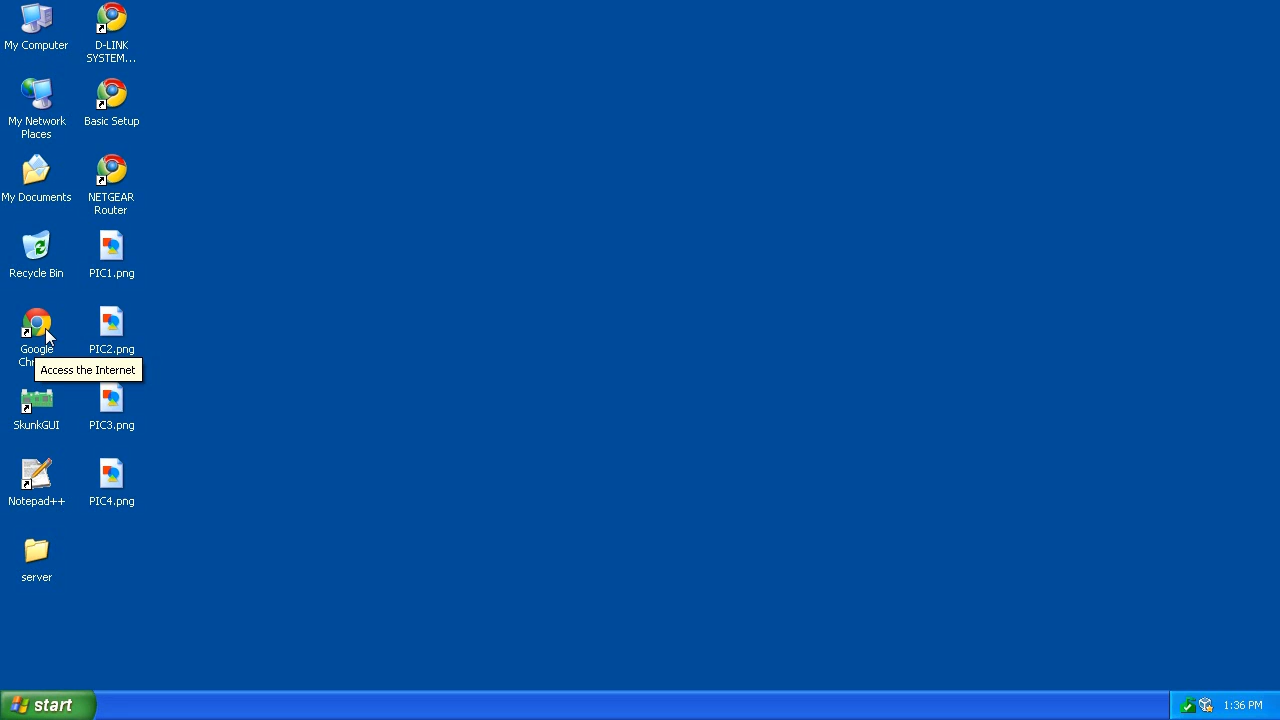 My Computer
D-LINK
SYSTEM...
My Network
Places
Basic Setup
My Documents
NETGEAR
Router
Recycle Bin
PIC1.png
Google
PIC2.png
Access the Internet
SkunkGUI
PIC3.png
Notepad++
PIC4.png
server
start
1:36 PM